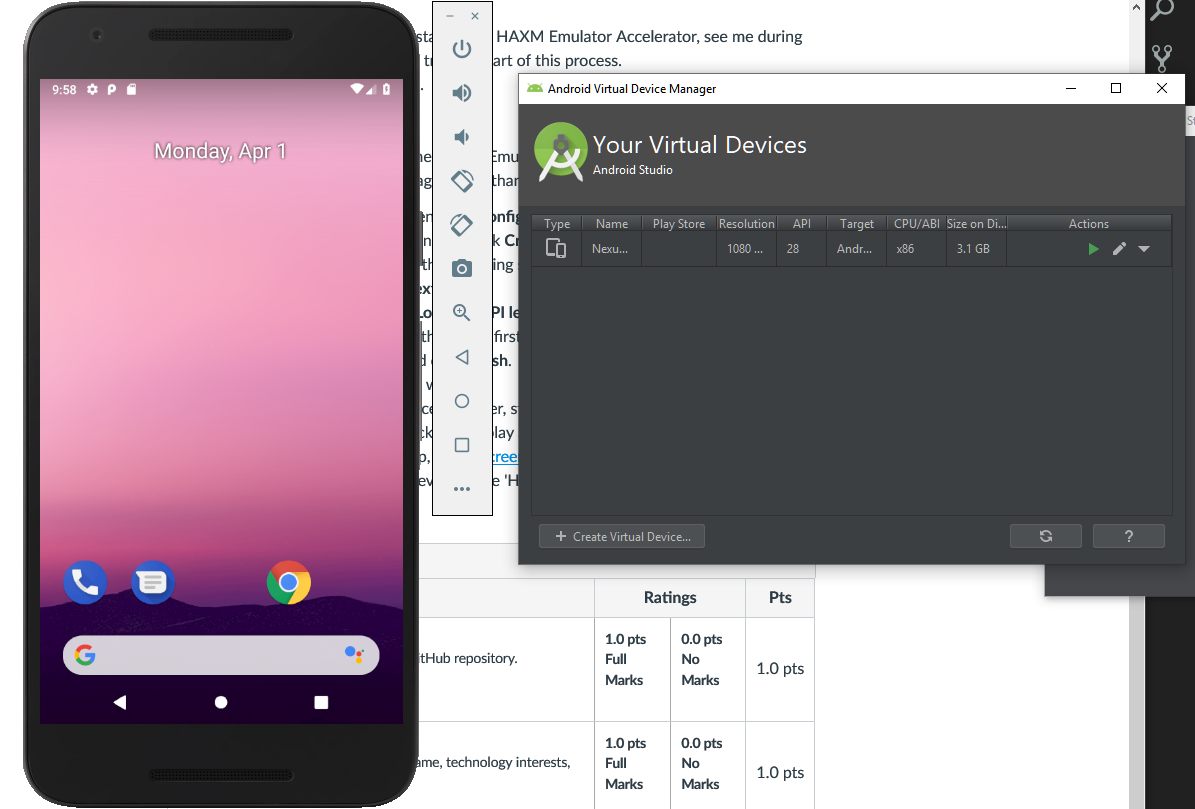 9:58
Monday, Apr 1
HAXM Emulator Accelerator, see me during
art of this process.
Android Virtual Device Manager
Your Virtual Devices
Android Studio
Type Name Play Store Resolution API Target CPU/ABI Size on Di... Actions
Nexu... 1080 ... 28 Andr... x86 3.1 GB
+ Create Virtual Device...
?
Ratings Pts
itHub repository.
1.0 pts
Full
Marks
0.0 pts
No
Marks
1.0 pts
ame, technology interests,
1.0 pts
Full
Marks
0.0 pts
No
Marks
1.0 pts